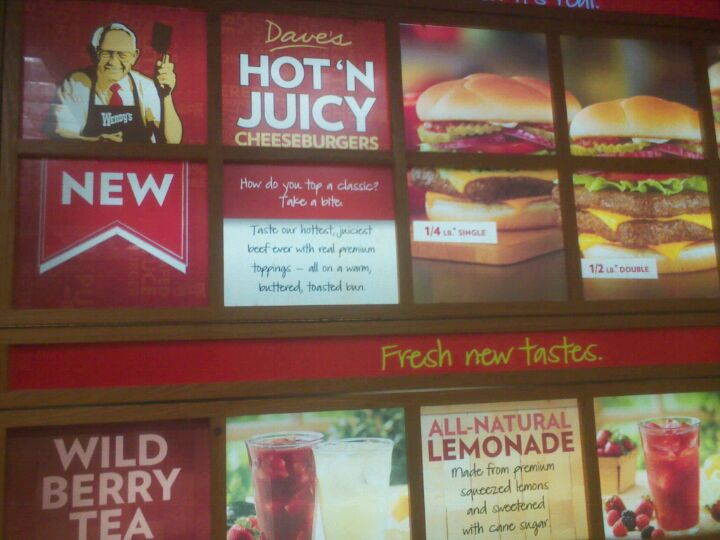 it's real.
Dave's
HOT 'N
JUICY
CHEESEBURGERS
WENDY'S
NEW
How do you top a classic?
Take a bite.
Taste our hottest, juiciest
beef ever with real premium
toppings – all on a warm,
buttered, toasted bun.
1/4 LB.* SINGLE
1/2 LB.* DOUBLE
Fresh new tastes.
WILD
BERRY
TEA
ALL-NATURAL
LEMONADE
Made from premium
squeezed lemons
and sweetened
with cane sugar.